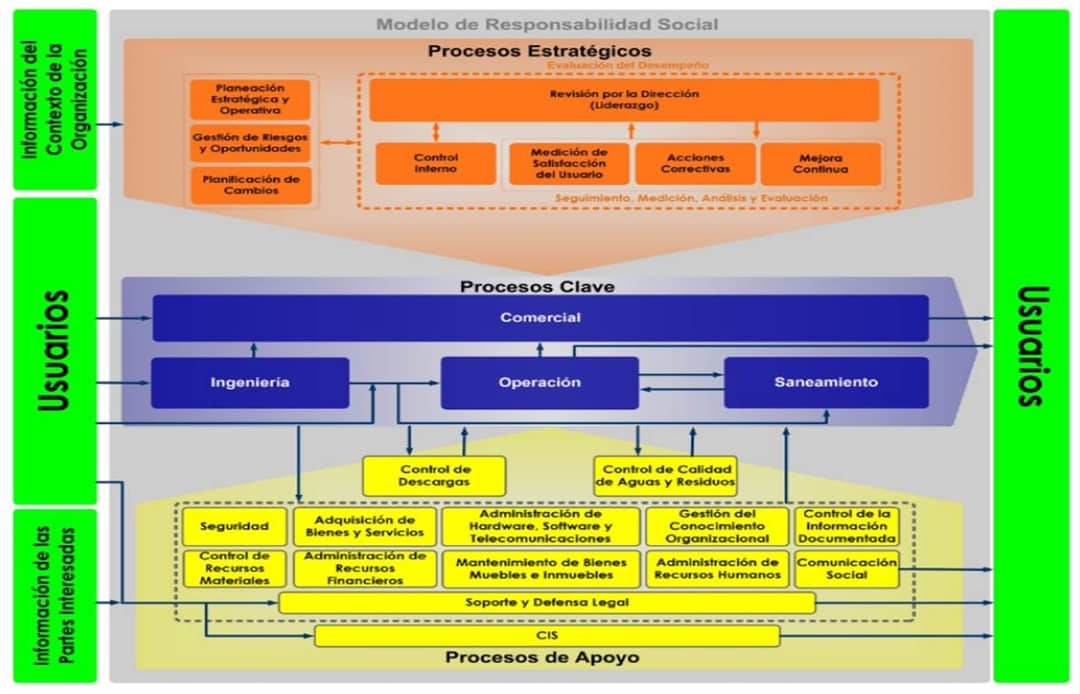 Modelo de Responsabilidad Social
Procesos Estratégicos
Evaluación del Desempeño
Información del
Contexto de la
Organización
Planeación
Estratégica y
Operativa
Gestión de Riesgos
y Oportunidades
Planificación de
Cambios
Revisión por la Dirección
(Liderazgo)
Control
Interno
Medición de
Satisfacción
del Usuario
Acciones
Correctivas
Mejora
Continua
Seguimiento, Medición, Análisis y Evaluación
Usuarios
Procesos Clave
Comercial
Ingeniería
Operación
Saneamiento
Usuarios
Control de
Descargas
Control de Calidad
de Aguas y Residuos
Seguridad
Adquisición de
Bienes y Servicios
Administración de
Hardware, Software y
Telecomunicaciones
Gestión del
Conocimiento
Organizacional
Control de la
Información
Documentada
Control de
Recursos
Materiales
Administración de
Recursos
Financieros
Mantenimiento de Bienes
Muebles e Inmuebles
Administración de
Recursos Humanos
Comunicación
Social
Información de las
Partes Interesadas
Soporte y Defensa Legal
CIS
Procesos de Apoyo